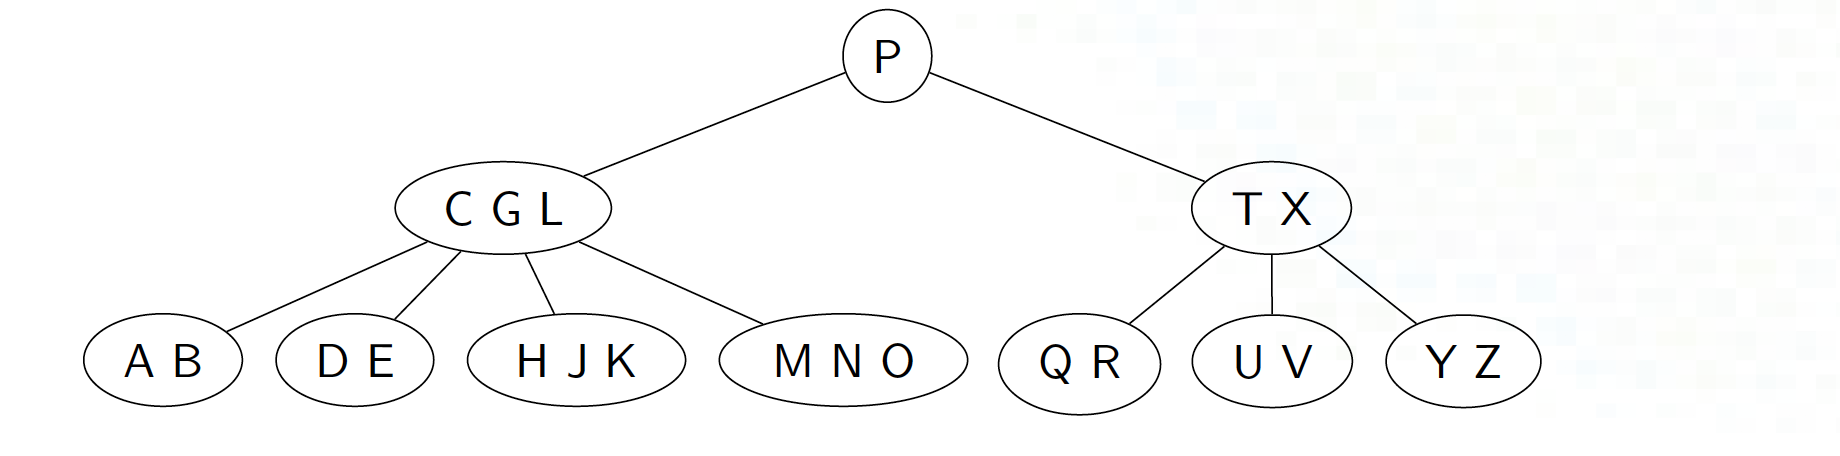 P
C G L
T X
A B
D E
H J K
M N O
Q R
U V
Y Z